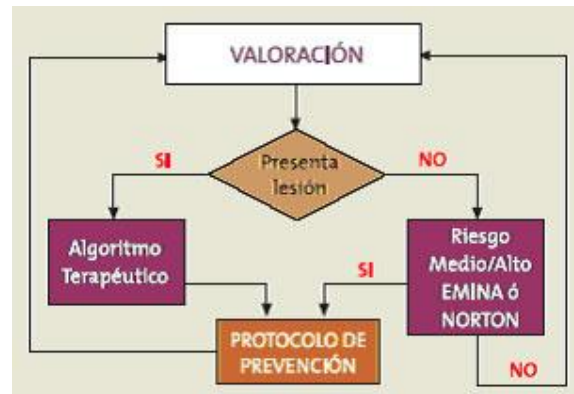 VALORACIÓN
SI
Presenta
lesión
NO
Algoritmo
Terapéutico
Riesgo
Medio/Alto
EMINA ó
NORTON
SI
PROTOCOLO DE
PREVENCIÓN
NO